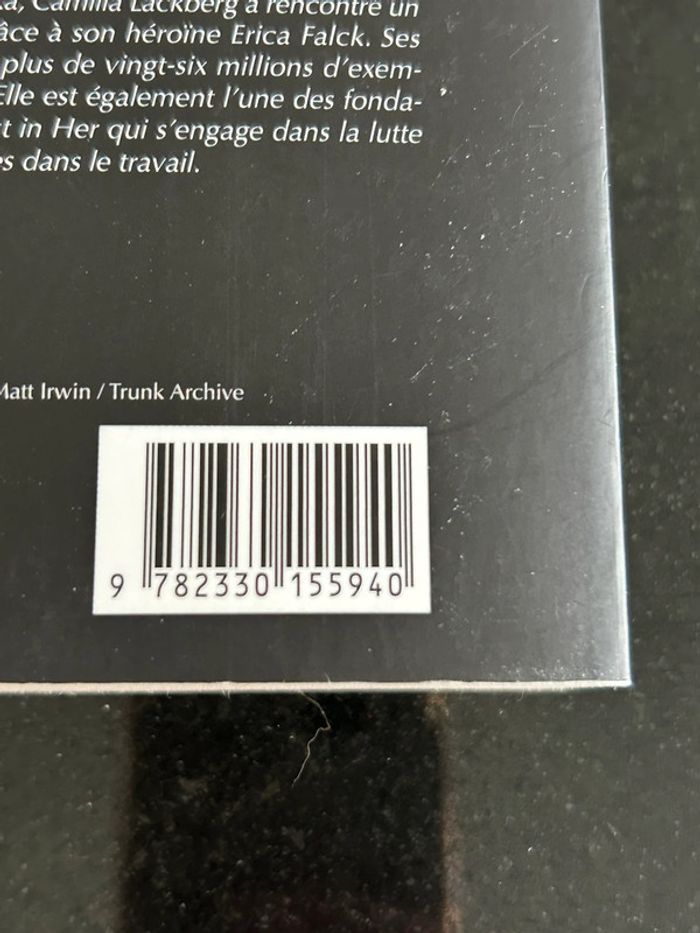 Camilla Läckberg a rencontré un
âce à son héroïne Erica Falck. Ses
plus de vingt-six millions d'exem-
Elle est également l'une des fonda-
t in Her qui s'engage dans la lutte
s dans le travail.
Matt Irwin / Trunk Archive
9 782330 155940